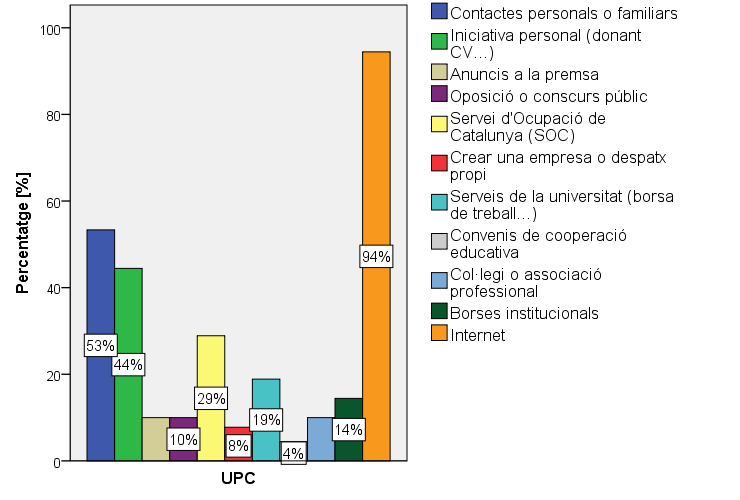 100
80
60
40
20
0
Percentatge [%]
53%
44%
10%
29%
8%
19%
4%
14%
94%
UPC
Contactes personals o familiars
Iniciativa personal (donant
CV...)
Anuncis a la premsa
Oposició o conscurs públic
Servei d'Ocupació de
Catalunya (SOC)
Crear una empresa o despatx
propi
Serveis de la universitat (borsa
de treball...)
Convenis de cooperació
educativa
Col·legi o associació
professional
Borses institucionals
Internet